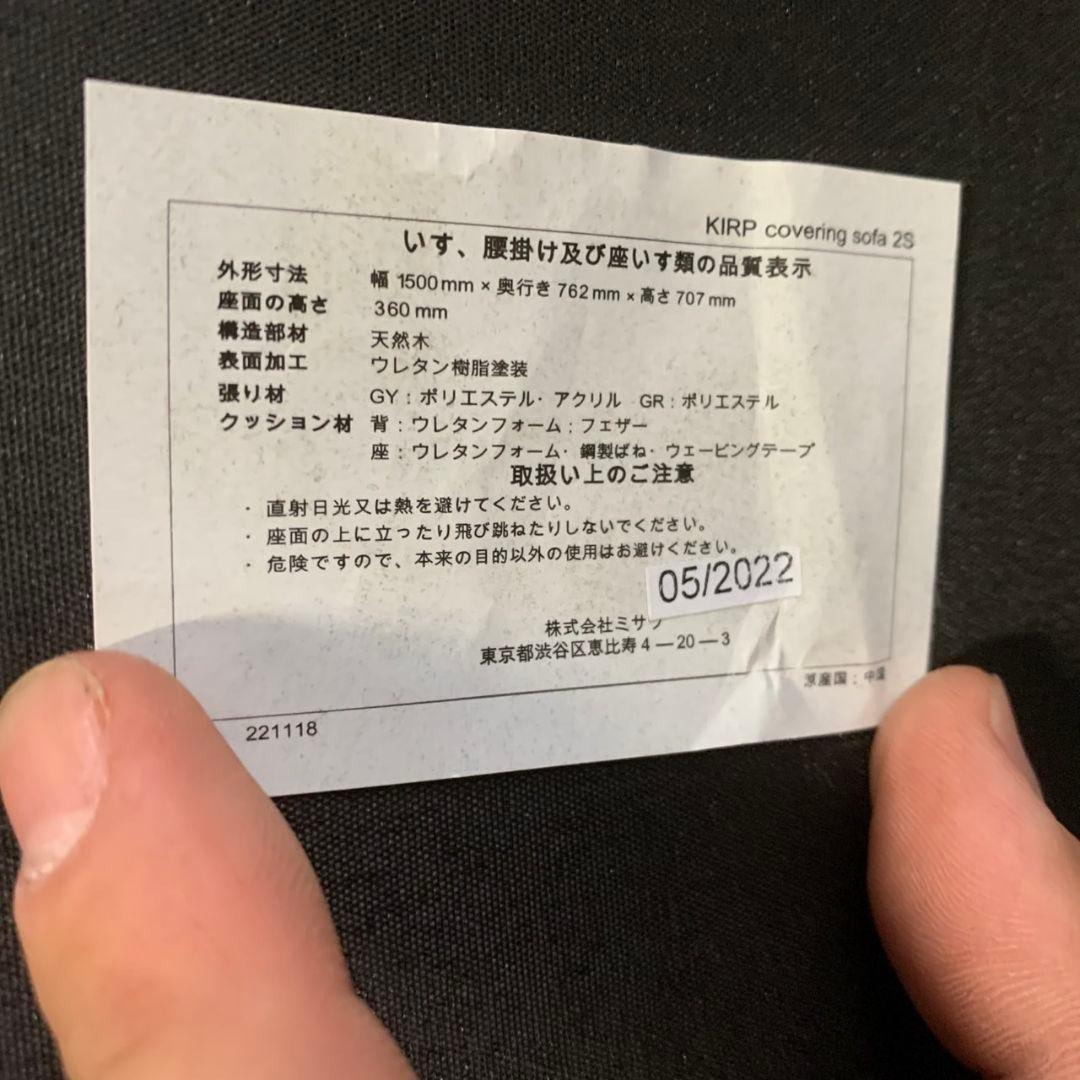 KIRP covering sofa 2S
いす、腰掛け及び座いす類の品質表示
外形寸法 幅 1500mm × 奥行き 762mm × 高さ 707mm
座面の高さ 360mm
構造部材 天然木
表面加工 ウレタン樹脂塗装
張り材 GY:ポリエステル・アクリル GR:ポリエステル
クッション材 背:ウレタンフォーム:フェザー
座:ウレタンフォーム・鋼製ばね・ウェービングテープ
取扱い上のご注意
・ 直射日光又は熱を避けてください。
・ 座面の上に立ったり飛び跳ねたりしないでください。
・ 危険ですので、本来の目的以外の使用はお避けください。
05/2022
株式会社
東京都渋谷区恵比寿4―20―3
原産国:中国
221118